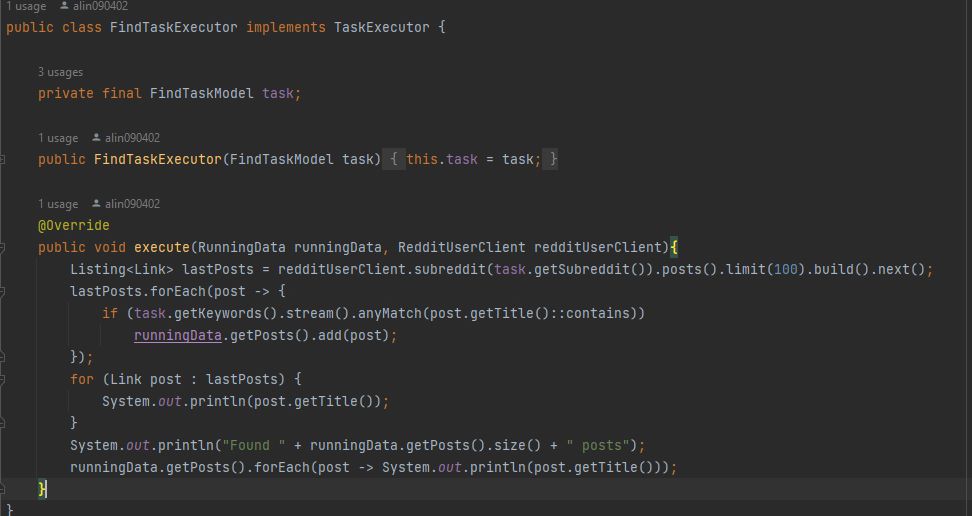 1 usage alin090402
public class FindTaskExecutor implements TaskExecutor {
3 usages
private final FindTaskModel task;
1 usage alin090402
public FindTaskExecutor(FindTaskModel task) { this.task = task; }
1 usage alin090402
@Override
public void execute(RunningData runningData, RedditUserClient redditUserClient){
Listing<Link> lastPosts = redditUserClient.subreddit(task.getSubreddit()).posts().limit(100).build().next();
lastPosts.forEach(post -> {
if (task.getKeywords().stream().anyMatch(post.getTitle()::contains))
runningData.getPosts().add(post);
});
for (Link post : lastPosts) {
System.out.println(post.getTitle());
}
System.out.println("Found " + runningData.getPosts().size() + " posts");
runningData.getPosts().forEach(post -> System.out.println(post.getTitle()));
}
}